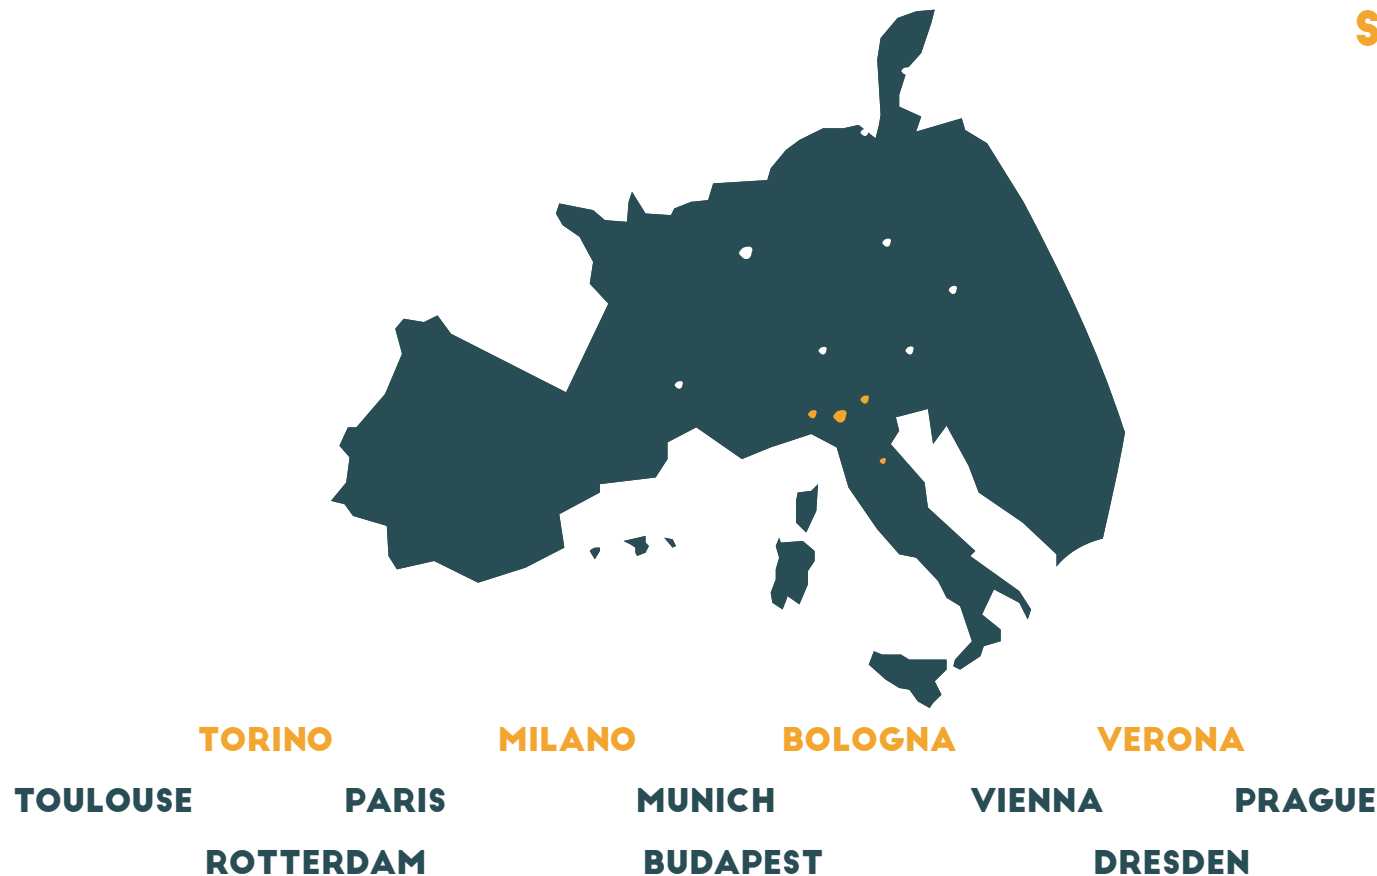 S
TORINO MILANO BOLOGNA VERONA
TOULOUSE PARIS MUNICH VIENNA PRAGUE
ROTTERDAM BUDAPEST DRESDEN